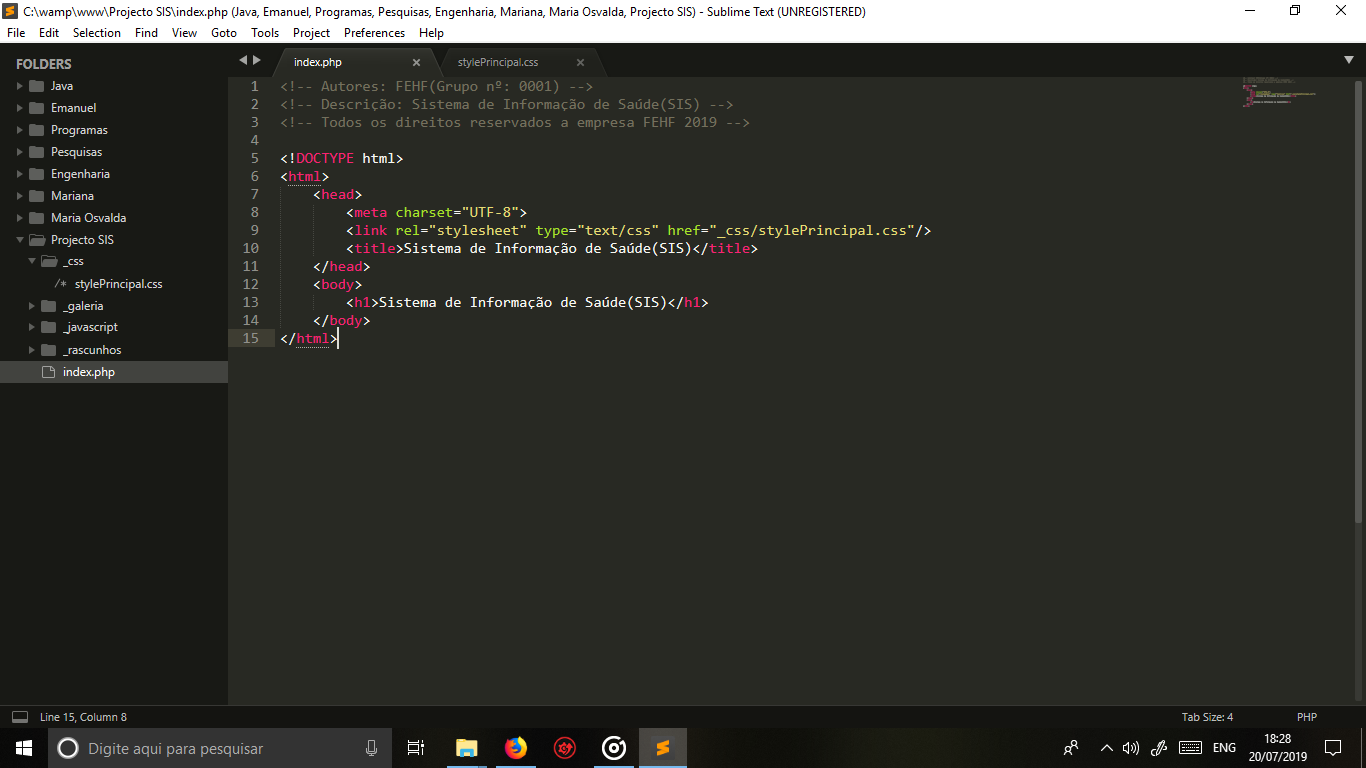 C:\wamp\www\Projecto SIS\index.php (Java, Emanuel, Programas, Pesquisas, Engenharia, Mariana, Maria Osvalda, Projecto SIS) - Sublime Text (UNREGISTERED)
File Edit Selection Find View Goto Tools Project Preferences Help
FOLDERS
Java
Emanuel
Programas
Pesquisas
Engenharia
Mariana
Maria Osvalda
Projecto SIS
_css
/* stylePrincipal.css
_galeria
_javascript
_rascunhos
index.php
index.php stylePrincipal.css
1 <!-- Autores: FEHF(Grupo nº: 0001) -->
2 <!-- Descrição: Sistema de Informação de Saúde(SIS) -->
3 <!-- Todos os direitos reservados a empresa FEHF 2019 -->
4
5 <!DOCTYPE html>
6 <html>
7 <head>
8 <meta charset="UTF-8">
9 <link rel="stylesheet" type="text/css" href="_css/stylePrincipal.css"/>
10 <title>Sistema de Informação de Saúde(SIS)</title>
11 </head>
12 <body>
13 <h1>Sistema de Informação de Saúde(SIS)</h1>
14 </body>
15 </html>
Line 15, Column 8 Tab Size: 4 PHP
Digite aqui para pesquisar ENG 18:28
20/07/2019